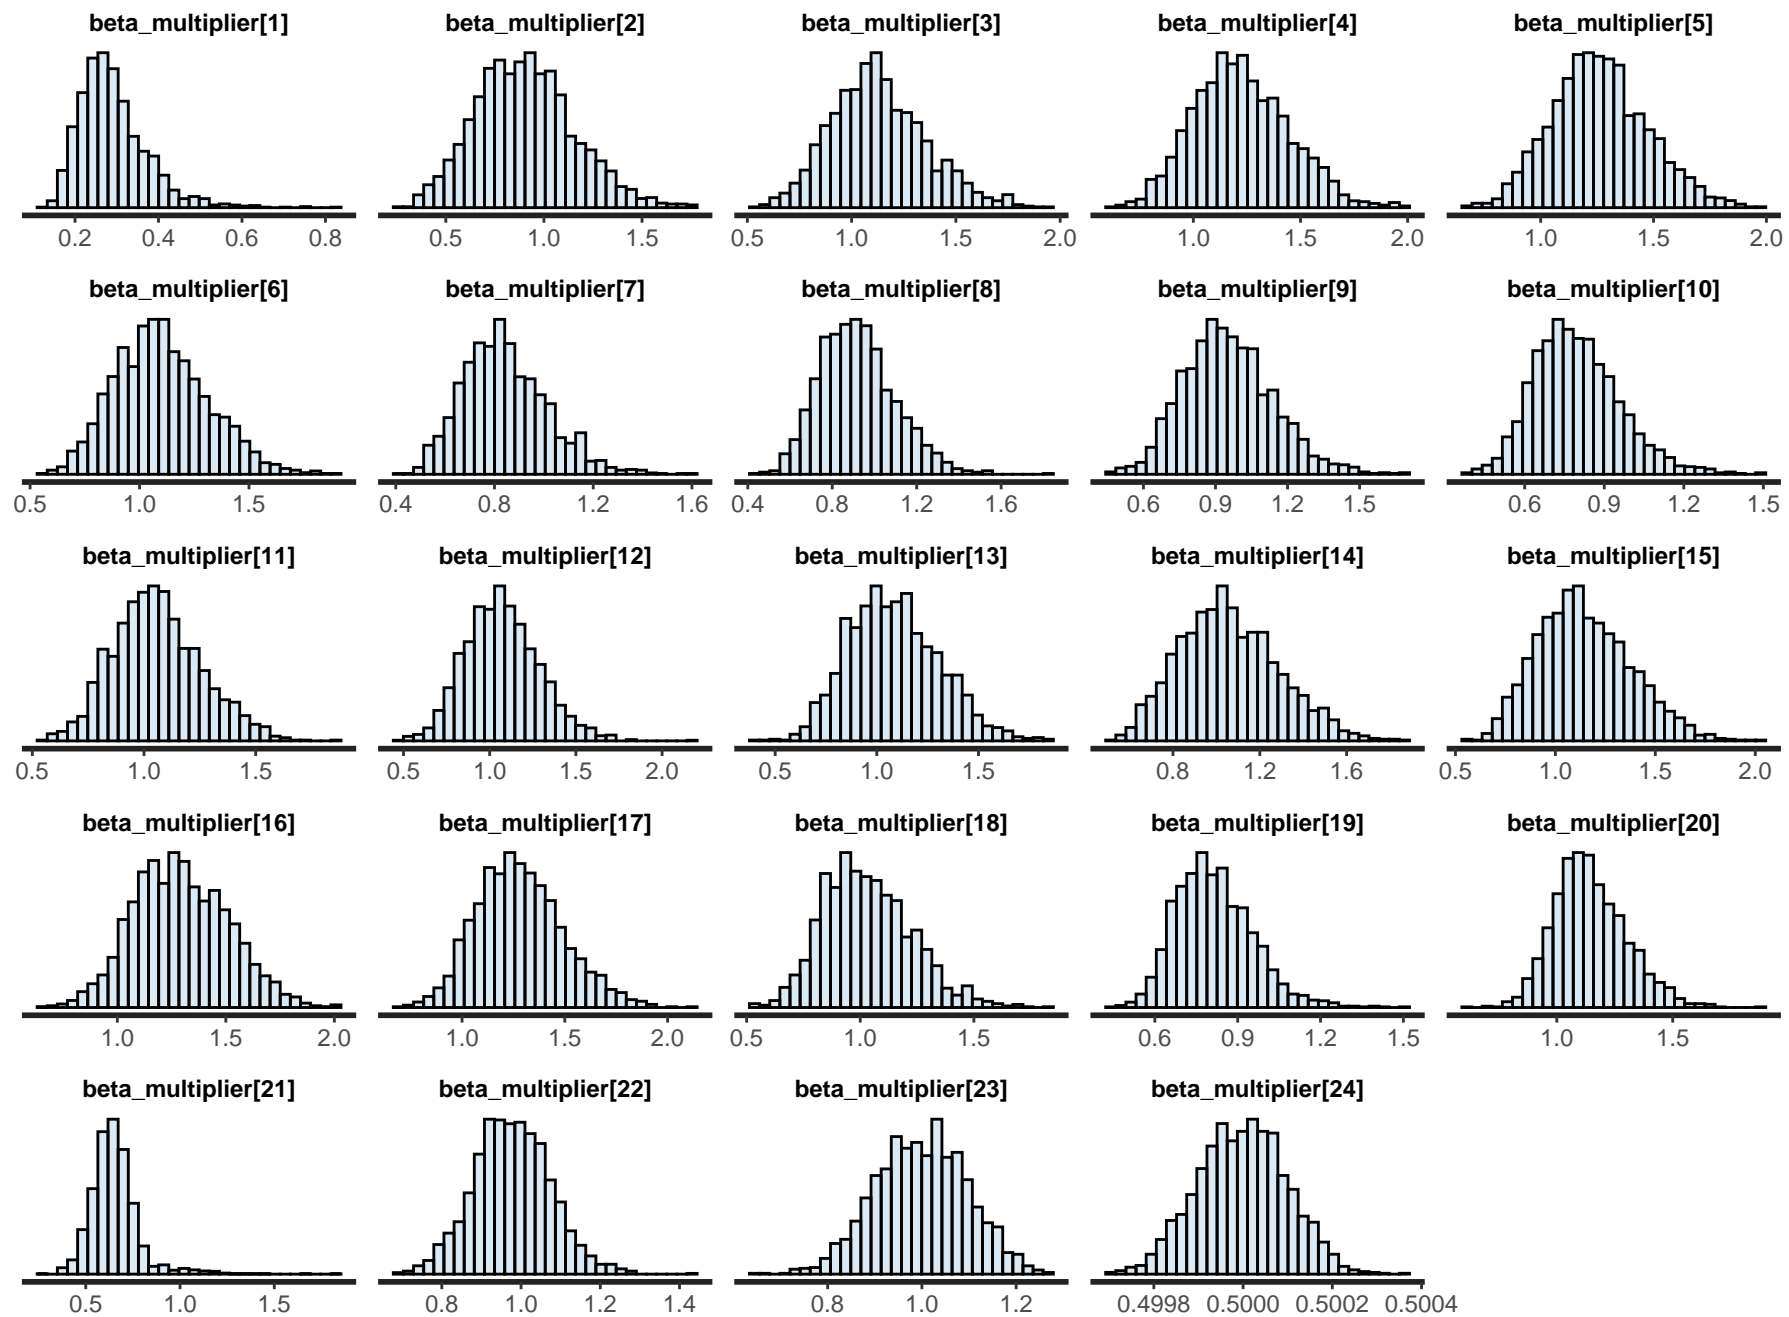 beta_multiplier[1] beta_multiplier[2] beta_multiplier[3] beta_multiplier[4] beta_multiplier[5]
0.2 0.4 0.6 0.8 0.5 1.0 1.5 0.5 1.0 1.5 2.0 1.0 1.5 2.0 1.0 1.5 2.0
beta_multiplier[6] beta_multiplier[7] beta_multiplier[8] beta_multiplier[9] beta_multiplier[10]
0.5 1.0 1.5 0.4 0.8 1.2 1.6 0.4 0.8 1.2 1.6 0.6 0.9 1.2 1.5 0.6 0.9 1.2 1.5
beta_multiplier[11] beta_multiplier[12] beta_multiplier[13] beta_multiplier[14] beta_multiplier[15]
0.5 1.0 1.5 0.5 1.0 1.5 2.0 0.5 1.0 1.5 0.8 1.2 1.6 0.5 1.0 1.5 2.0
beta_multiplier[16] beta_multiplier[17] beta_multiplier[18] beta_multiplier[19] beta_multiplier[20]
1.0 1.5 2.0 1.0 1.5 2.0 0.5 1.0 1.5 0.6 0.9 1.2 1.5 1.0 1.5
beta_multiplier[21] beta_multiplier[22] beta_multiplier[23] beta_multiplier[24]
0.5 1.0 1.5 0.8 1.0 1.2 1.4 0.8 1.0 1.2 0.4998 0.5000 0.5002 0.5004